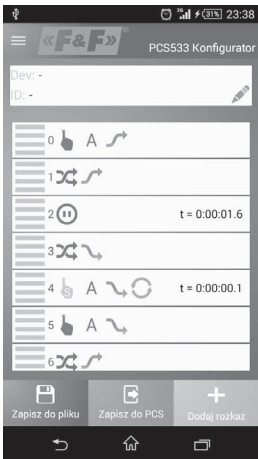 3G 31% 23:38
«F&F»® PCS533 Konfigurator
Dev: -
ID: -
0 A
1
2 t = 0:00:01.6
3
4 S A t = 0:00:00.1
5 A
6
Zapisz do pliku Zapisz do PCS Dodaj rozkaz